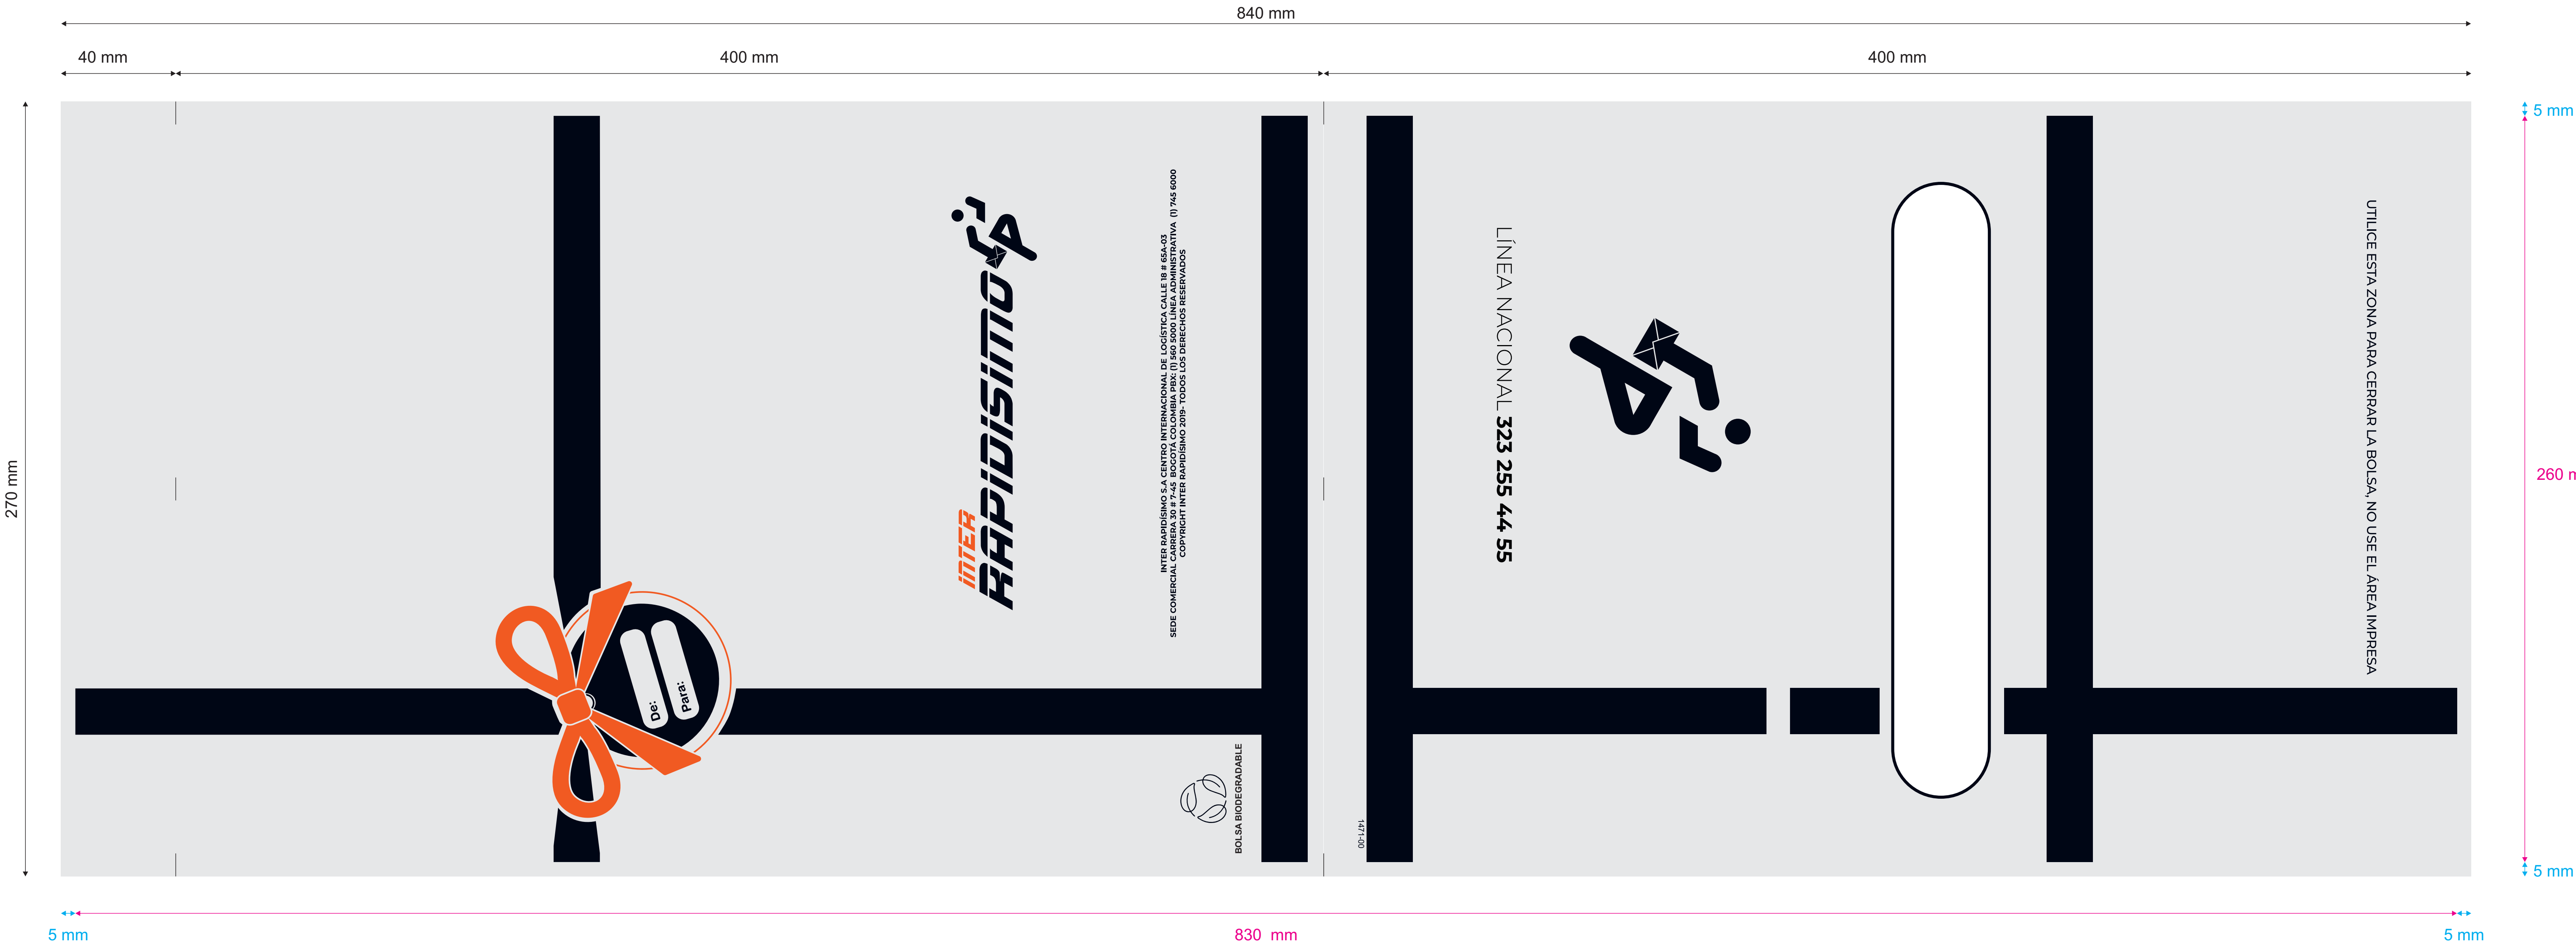 840 mm
40 mm
400 mm
400 mm
270 mm
5 mm
260 m
5 mm
5 mm
830 mm
5 mm
De:
Para:
INTER
RAPIDÍSIMO
INTER RAPIDÍSIMO S.A CENTRO INTERNACIONAL DE LOGÍSTICA CALLE 18 # 65A-03
SEDE COMERCIAL CARRERA 30 # 7-45 BOGOTÁ COLOMBIA PBX: (1) 560 5000 LÍNEA ADMINISTRATIVA (1) 745 6000
COPYRIGHT INTER RAPIDÍSIMO 2019- TODOS LOS DERECHOS RESERVADOS
BOLSA BIODEGRADABLE
1471-00
LÍNEA NACIONAL 323 255 44 55
UTILICE ESTA ZONA PARA CERRAR LA BOLSA, NO USE EL ÁREA IMPRESA